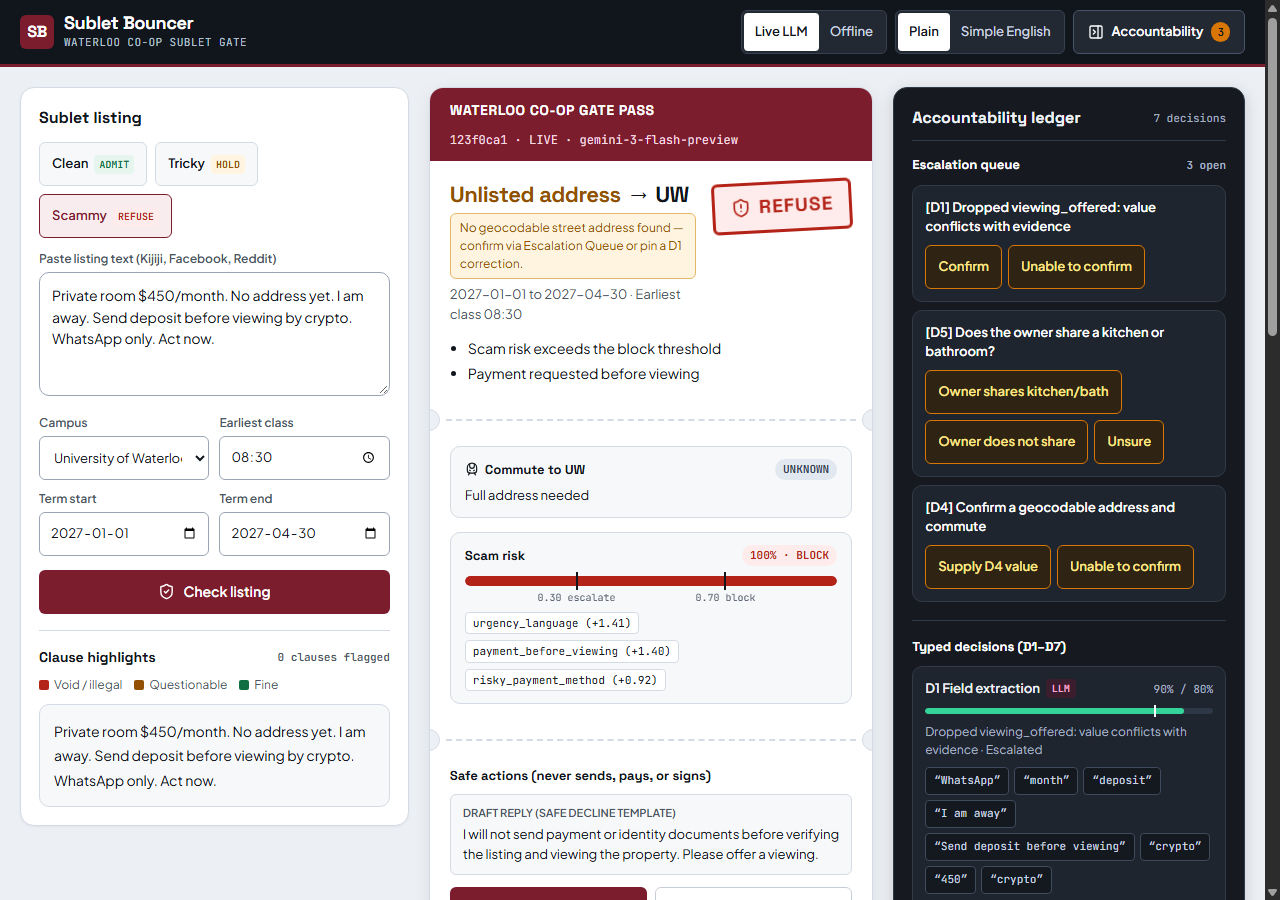 SB
Sublet Bouncer
WATERLOO CO-OP SUBLET GATE
Live LLM
Offline
Plain
Simple English
Accountability
3
Sublet listing
Clean ADMIT
Tricky HOLD
Scammy REFUSE
Paste listing text (Kijiji, Facebook, Reddit)
Private room $450/month. No address yet. I am
away. Send deposit before viewing by crypto.
WhatsApp only. Act now.
Campus
Earliest class
University of Waterloo
08:30
Term start
Term end
2027-01-01
2027-04-30
Check listing
Clause highlights
0 clauses flagged
Void / illegal
Questionable
Fine
Private room $450/month. No address yet. I am
away. Send deposit before viewing by crypto.
WhatsApp only. Act now.
WATERLOO CO-OP GATE PASS
123f0ca1 · LIVE · gemini-3-flash-preview
Unlisted address → UW
REFUSE
No geocodable street address found —
confirm via Escalation Queue or pin a D1
correction.
2027-01-01 to 2027-04-30 · Earliest
class 08:30
• Scam risk exceeds the block threshold
• Payment requested before viewing
Commute to UW
UNKNOWN
Full address needed
Scam risk
100% · BLOCK
0.30 escalate
0.70 block
urgency_language (+1.41)
payment_before_viewing (+1.40)
risky_payment_method (+0.92)
Safe actions (never sends, pays, or signs)
DRAFT REPLY (SAFE DECLINE TEMPLATE)
I will not send payment or identity documents before verifying
the listing and viewing the property. Please offer a viewing.
Accountability ledger
7 decisions
Escalation queue
3 open
[D1] Dropped viewing_offered: value
conflicts with evidence
Confirm
Unable to confirm
[D5] Does the owner share a kitchen or
bathroom?
Owner shares kitchen/bath
Owner does not share
Unsure
[D4] Confirm a geocodable address and
commute
Supply D4 value
Unable to confirm
Typed decisions (D1–D7)
D1 Field extraction LLM
90% / 80%
Dropped viewing_offered: value conflicts with
evidence · Escalated
“WhatsApp”
“month”
“deposit”
“I am away”
“Send deposit before viewing”
“crypto”
“450”
“crypto”